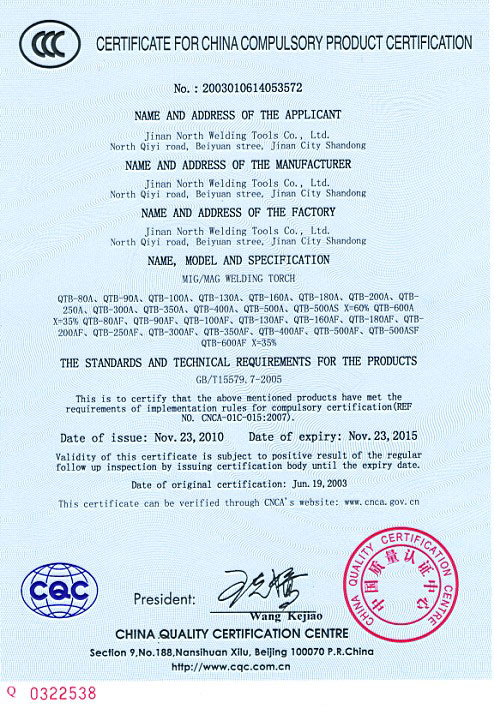 CCC
CERTIFICATE FOR CHINA COMPULSORY PRODUCT CERTIFICATION
No.: 2003010614053572
NAME AND ADDRESS OF THE APPLICANT
Jinan North Welding Tools Co., Ltd.
North Qiyi road, Beiyuan stree, Jinan City Shandong
NAME AND ADDRESS OF THE MANUFACTURER
Jinan North Welding Tools Co., Ltd.
North Qiyi road, Beiyuan stree, Jinan City Shandong
NAME AND ADDRESS OF THE FACTORY
Jinan North Welding Tools Co., Ltd.
North Qiyi road, Beiyuan stree, Jinan City Shandong
NAME, MODEL AND SPECIFICATION
MIG/MAG WELDING TORCH
QTB-80A, QTB-90A, QTB-100A, QTB-130A, QTB-160A, QTB-180A, QTB-200A, QTB-
250A, QTB-300A, QTB-350A, QTB-400A, QTB-500A, QTB-500AS X=60% QTB-600A
X=35% QTB-80AF, QTB-90AF, QTB-100AF, QTB-130AF, QTB-160AF, QTB-180AF, QTB-
200AF, QTB-250AF, QTB-300AF, QTB-350AF, QTB-400AF, QTB-500AF, QTB-500ASF
QTB-600AF X=35%
THE STANDARDS AND TECHNICAL REQUIREMENTS FOR THE PRODUCTS
GB/T15579.7-2005
This is to certify that the above mentioned products have met the
requirements of implementation rules for compulsory certification(REF
NO. CNCA-01C-015:2007).
Date of issue: Nov.23,2010 Date of expiry: Nov.23,2015
Validity of this certificate is subject to positive result of the regular
follow up inspection by issuing certification body until the expiry date.
Date of original certification: Jun.19,2003
This certificate can be verified through CNCA's website: www.cnca.gov.cn
CQC
President:
Wang Kejiao
CHINA QUALITY CERTIFICATION CENTRE
中国质量认证中心
CHINA QUALITY CERTIFICATION CENTRE
Section 9,No.188,Nansihuan Xilu, Beijing 100070 P.R.China
http://www.cqc.com.cn
Q 0322538